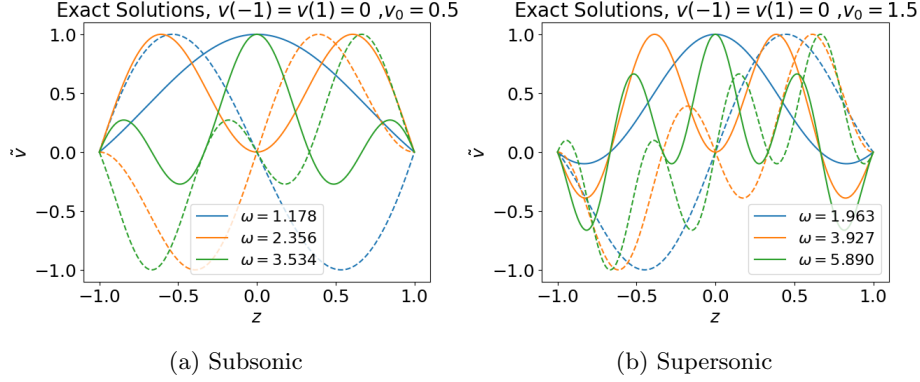 Exact Solutions, v(−1) = v(1) = 0 , v₀ = 0.5
1.0
0.5
0.0
−0.5
−1.0
ṽ
ω = 1.178
ω = 2.356
ω = 3.534
−1.0 −0.5 0.0 0.5 1.0
z
(a) Subsonic
Exact Solutions, v(−1) = v(1) = 0 , v₀ = 1.5
1.0
0.5
0.0
−0.5
−1.0
ṽ
ω = 1.963
ω = 3.927
ω = 5.890
−1.0 −0.5 0.0 0.5 1.0
z
(b) Supersonic